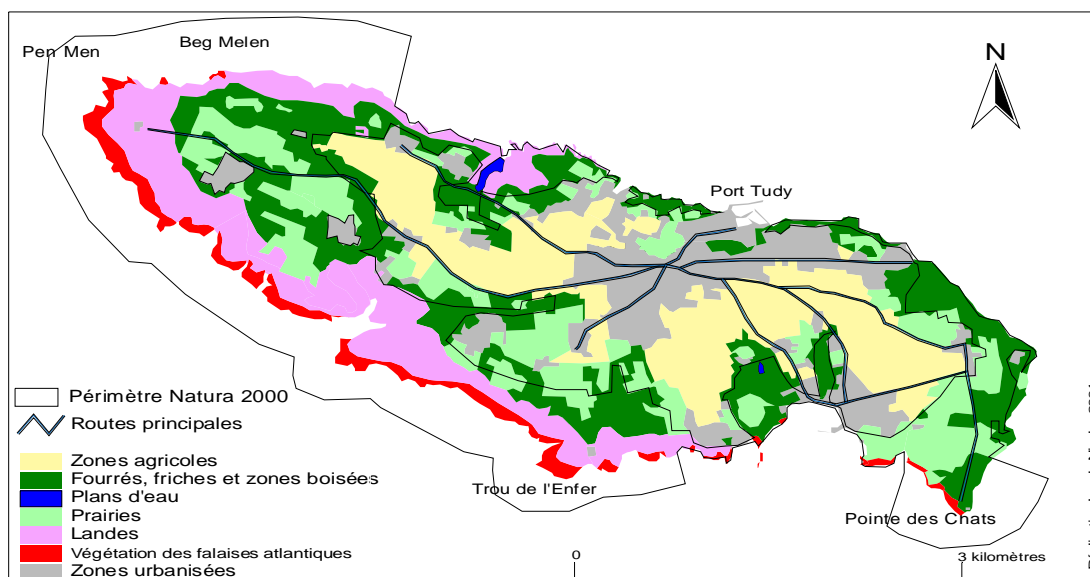 Beg Melen
Pen Men
N
Port Tudy
Périmètre Natura 2000
Routes principales
Zones agricoles
Fourrés, friches et zones boisées
Plans d'eau
Prairies
Landes
Végétation des falaises atlantiques
Zones urbanisées
Trou de l'Enfer
Pointe des Chats
0
3 kilomètres